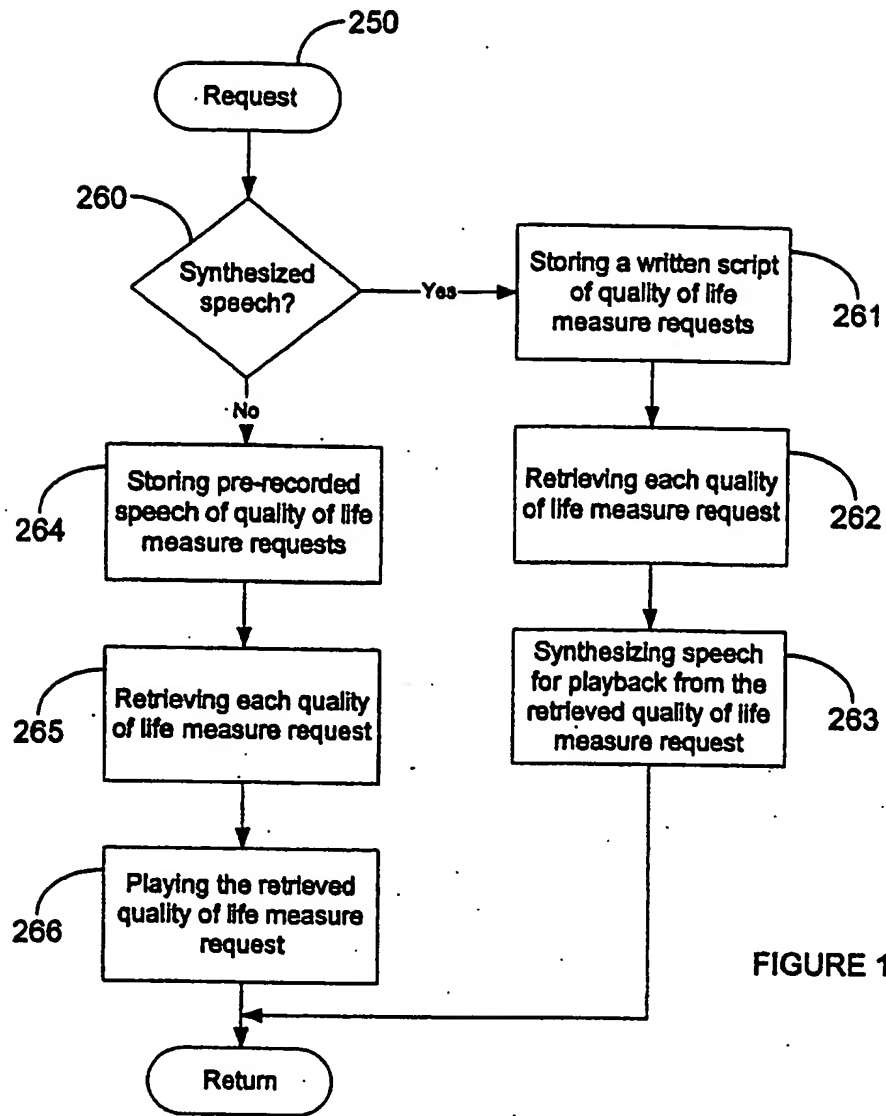 250
Request
260
Synthesized
speech?
Yes
No
Storing a written script
of quality of life
measure requests
261
Retrieving each quality
of life measure request
262
Synthesizing speech
for playback from the
retrieved quality of life
measure request
263
Storing pre-recorded
speech of quality of life
measure requests
264
Retrieving each quality
of life measure request
265
Playing the retrieved
quality of life measure
request
266
Return
FIGURE 1